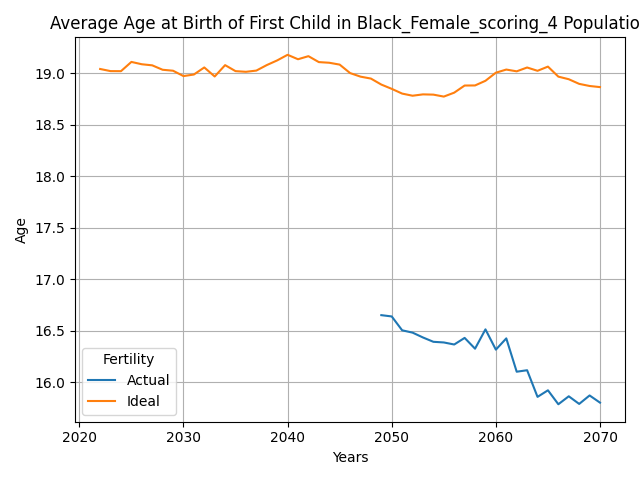 Average Age at Birth of First Child in Black_Female_scoring_4 Populatio
19.0
18.5
18.0
17.5
17.0
16.5
16.0
Age
Fertility
Actual
Ideal
2020
2030
2040
2050
2060
2070
Years